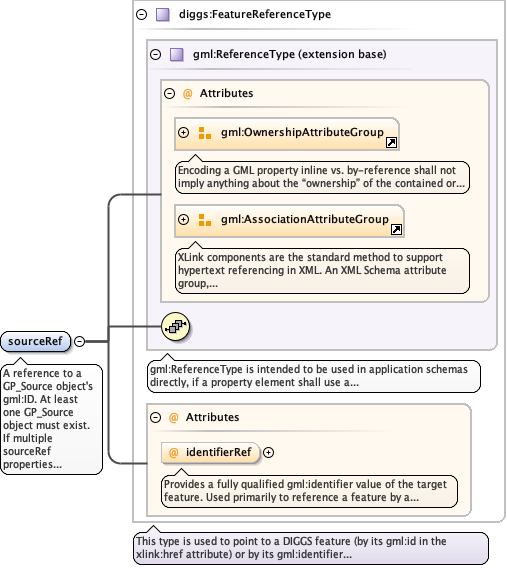 diggs:FeatureReferenceType
gml:ReferenceType (extension base)
@ Attributes
gml:OwnershipAttributeGroup
Encoding a GML property inline vs. by-reference shall not
imply anything about the “ownership” of the contained or...
gml:AssociationAttributeGroup
XLink components are the standard method to support
hypertext referencing in XML. An XML Schema attribute
group,...
sourceRef
A reference to a
GP_Source object's
gml:ID. At least
one GP_Source
object must exist.
If multiple
sourceRef
properties...
gml:ReferenceType is intended to be used in application schemas
directly, if a property element shall use a...
@ Attributes
@ identifierRef
Provides a fully qualified gml:identifier value of the target
feature. Used primarily to reference a feature by a...
This type is used to point to a DIGGS feature (by its gml:id in the
xlink:href attribute) or by its gml:identifier...